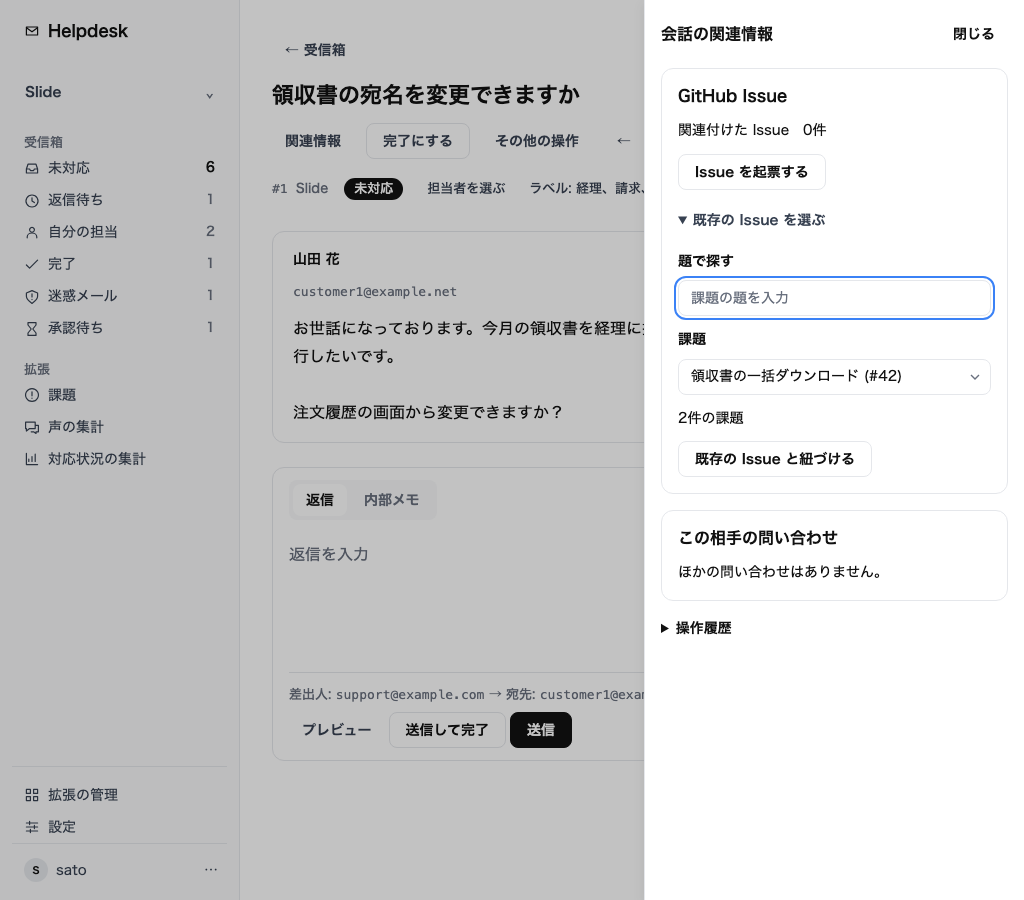 Helpdesk
Slide
受信箱
未対応 6
返信待ち 1
自分の担当 2
完了 1
迷惑メール 1
承認待ち 1
拡張
課題
声の集計
対応状況の集計
拡張の管理
設定
S sato ...
← 受信箱
領収書の宛名を変更できますか
関連情報 完了にする その他の操作 ←
#1 Slide 未対応 担当者を選ぶ ラベル: 経理、請求、
山田 花
customer1@example.net
お世話になっております。今月の領収書を経理に
行したいです。
注文履歴の画面から変更できますか？
返信 内部メモ
返信を入力
差出人: support@example.com → 宛先: customer1@exam
プレビュー 送信して完了 送信
会話の関連情報 閉じる
GitHub Issue
関連付けた Issue 0件
Issue を起票する
▼ 既存の Issue を選ぶ
題で探す
課題の題を入力
課題
領収書の一括ダウンロード (#42)
2件の課題
既存の Issue と紐づける
この相手の問い合わせ
ほかの問い合わせはありません。
▶ 操作履歴